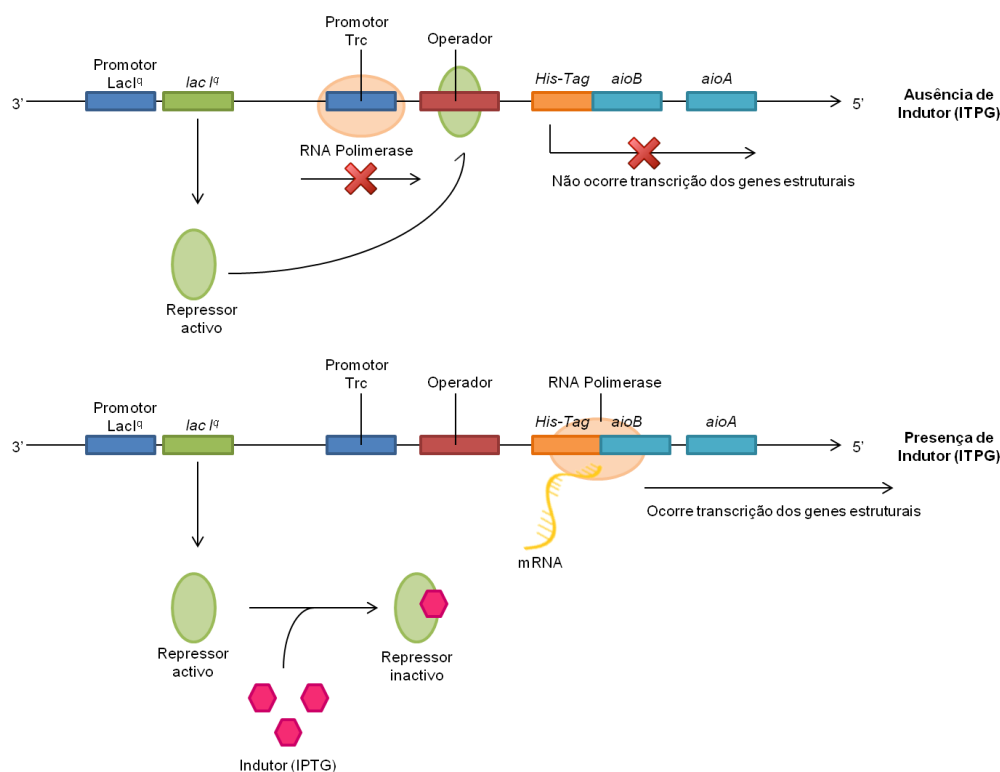 Promotor
Trc
Operador
Promotor
LacIq
lac Iq
His-Tag
aioB
aioA
3’
5’
Ausência de
Indutor (ITPG)
RNA Polimerase
Não ocorre transcrição dos genes estruturais
Repressor
activo
Promotor
Trc
Operador
RNA Polimerase
Promotor
LacIq
lac Iq
His-Tag
aioB
aioA
3’
5’
Presença de
Indutor (ITPG)
Ocorre transcrição dos genes estruturais
mRNA
Repressor
activo
Repressor
inactivo
Indutor (IPTG)